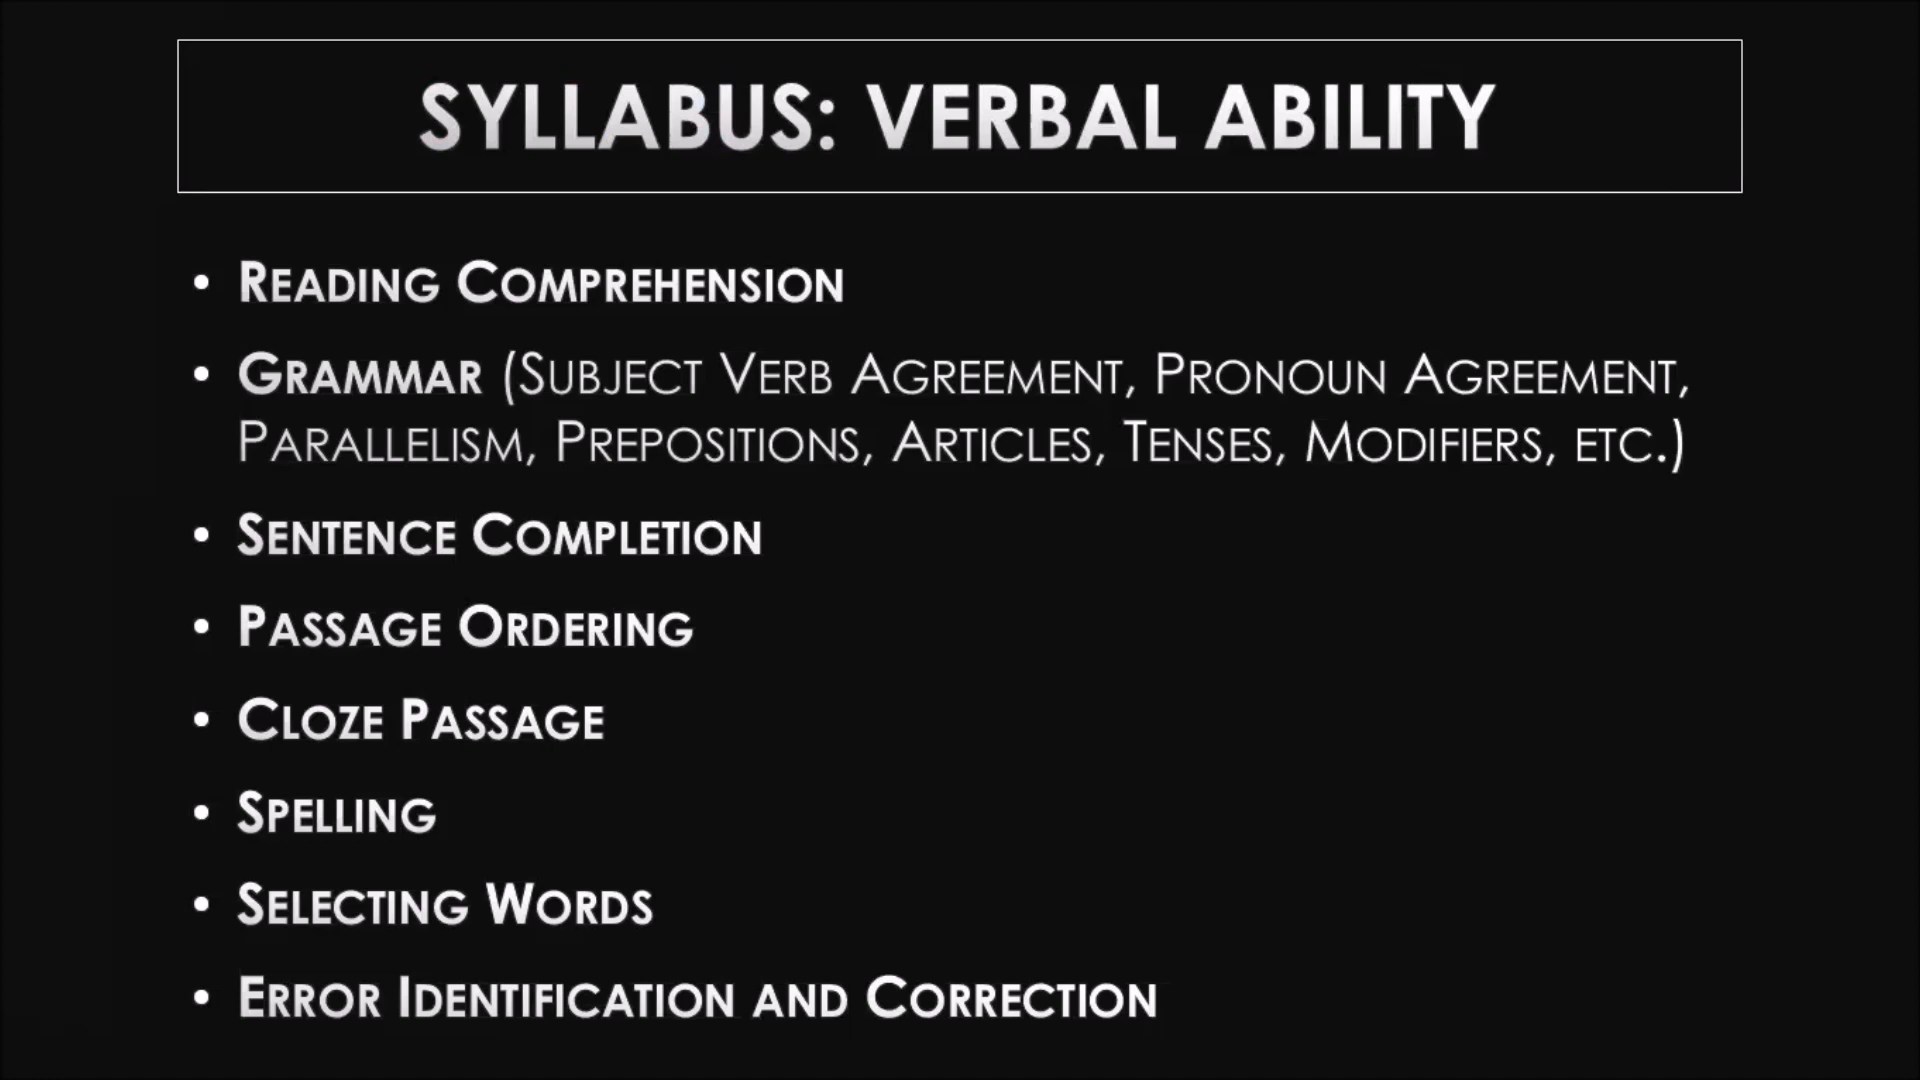 SYLLABUS: VERBAL ABILITY
• READING COMPREHENSION
• GRAMMAR (SUBJECT VERB AGREEMENT, PRONOUN AGREEMENT,
PARALLELISM, PREPOSITIONS, ARTICLES, TENSES, MODIFIERS, ETC.)
• SENTENCE COMPLETION
• PASSAGE ORDERING
• CLOZE PASSAGE
• SPELLING
• SELECTING WORDS
• ERROR IDENTIFICATION AND CORRECTION